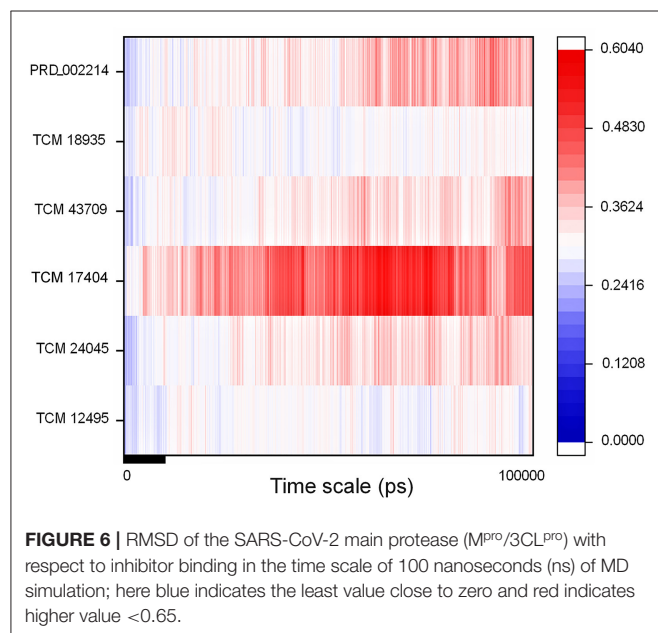 PRD_002214
TCM 18935
TCM 43709
TCM 17404
TCM 24045
TCM 12495
0 100000
Time scale (ps)
0.6040
0.4830
0.3624
0.2416
0.1208
0.0000
FIGURE 6 | RMSD of the SARS-CoV-2 main protease (Mpro/3CLpro) with
respect to inhibitor binding in the time scale of 100 nanoseconds (ns) of MD
simulation; here blue indicates the least value close to zero and red indicates
higher value <0.65.